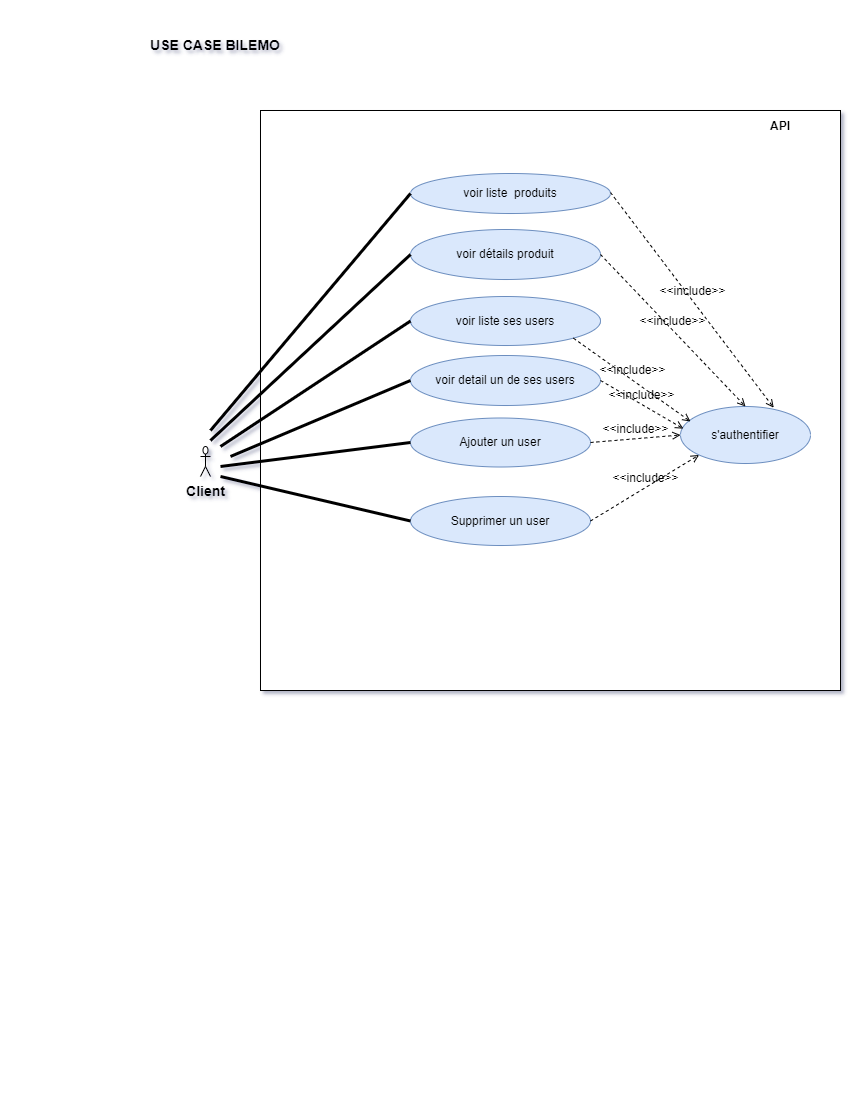 USE CASE BILEMO
API
voir liste  produits
voir détails produit
<<include>>
<<include>>
voir liste ses users
<<include>>
voir detail un de ses users
<<include>>
<<include>>
s'authentifier
Ajouter un user
<<include>>
Client
Supprimer un user